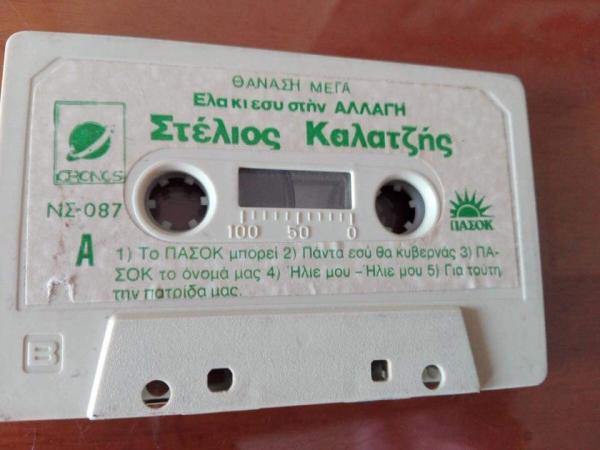 ΘΑΝΑΣΗ ΜΕΓΑ
Ελα κι εσυ στὴν ΑΛΛΑΓΗ
Στέλιος Καλατζής
CRONOS
ΝΣ-087
ΠΑΣΟΚ
100 50 0
A
1) Το ΠΑΣΟΚ μπορεί 2) Πάντα εσύ θα κυβερνάς 3) ΠΑ-
ΣΟΚ το όνομά μας 4) Ήλιε μου – Ήλιε μου 5) Για τούτη
την πατρίδα μας.
B